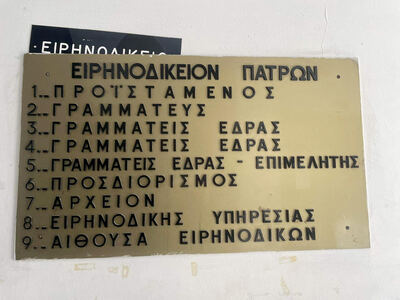 ·ΕΙΡΗΝΟΔΙΚΕΙΟ
ΕΙΡΗΝΟΔΙΚΕΙΟΝ ΠΑΤΡΩΝ
1.-- ΠΡΟΪΣΤΑΜΕΝΟΣ
2.-- ΓΡΑΜΜΑΤΕΥΣ
3.-- ΓΡΑΜΜΑΤΕΙΣ ΕΔΡΑΣ
4.-- ΓΡΑΜΜΑΤΕΙΣ ΕΔΡΑΣ
5.-- ΓΡΑΜΜΑΤΕΙΣ ΕΔΡΑΣ - ΕΠΙΜΕΛΗΤΗΣ
6.-- ΠΡΟΣΔΙΟΡΙΣΜΟΣ
7.-- ΑΡΧΕΙΟΝ
8.-- ΕΙΡΗΝΟΔΙΚΗΣ ΥΠΗΡΕΣΙΑΣ
9.-- ΑΙΘΟΥΣΑ ΕΙΡΗΝΟΔΙΚΩΝ